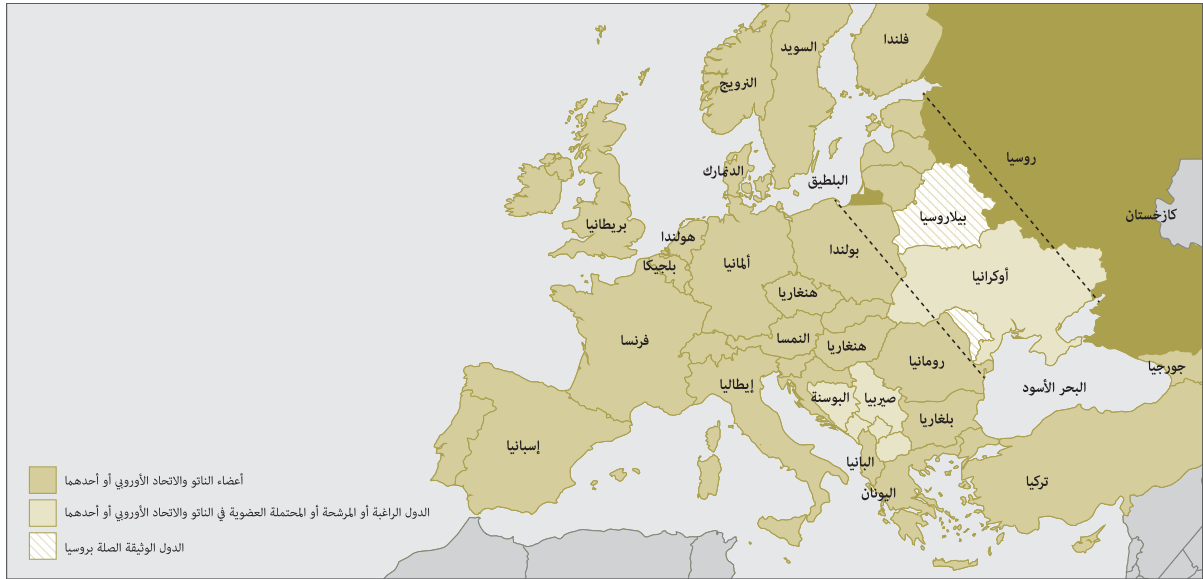 فلندا
السويد
النرويج
روسيا
الدنمارك
البلطيق
كازخستان
بيلاروسيا
بريطانيا
هولندا
بولندا
بلجيكا
ألمانيا
أوكرانيا
هنغاريا
فرنسا
النمسا
هنغاريا
رومانيا
جورجيا
إيطاليا
البحر الأسود
البوسنة
صيربيا
بلغاريا
إسبانيا
البانيا
تركيا
اليونان
أعضاء الناتو والاتحاد الأوروبي أو أحدهما
الدول الراغبة أو المرشحة أو المحتملة العضوية في الناتو والاتحاد الأوروبي أو أحدهما
الدول الوثيقة الصلة بروسيا